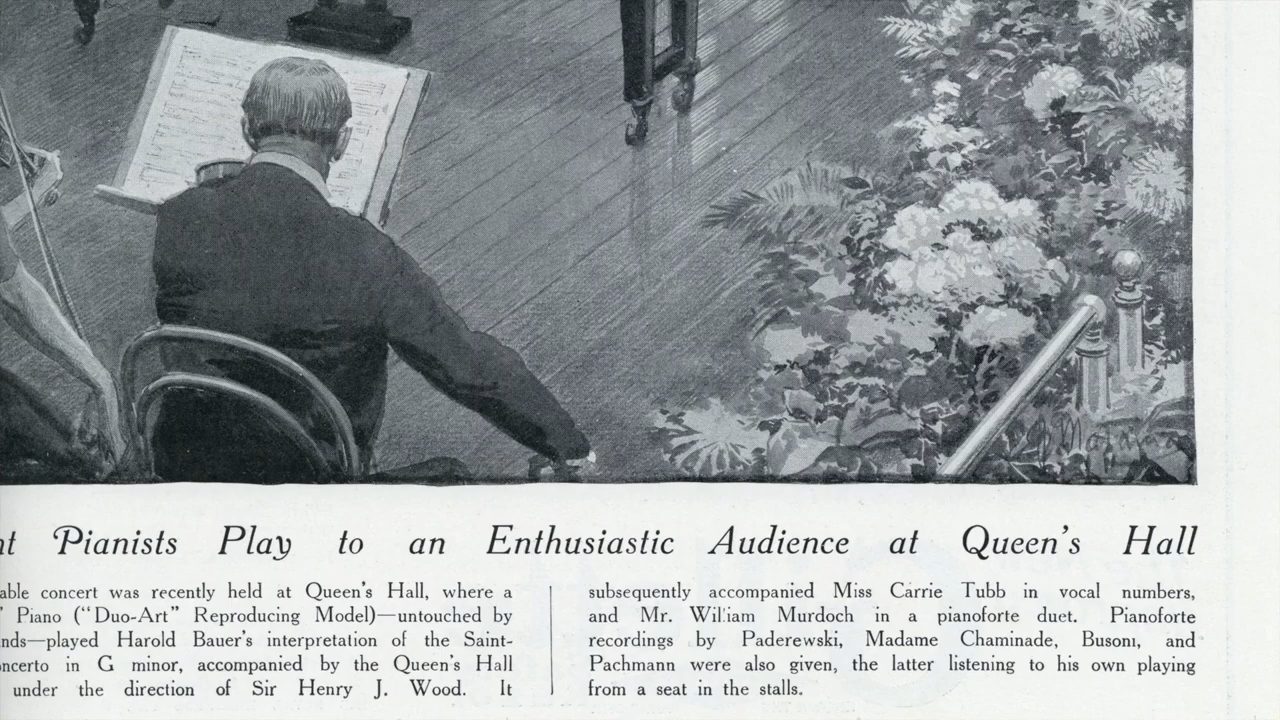 nt Pianists Play to an Enthusiastic Audience at Queen's Hall
able concert was recently held at Queen's Hall, where a
" Piano ("Duo-Art" Reproducing Model)—untouched by
nds—played Harold Bauer's interpretation of the Saint-
oncerto in G minor, accompanied by the Queen's Hall
under the direction of Sir Henry J. Wood. It
subsequently accompanied Miss Carrie Tubb in vocal numbers,
and Mr. William Murdoch in a pianoforte duet. Pianoforte
recordings by Paderewski, Madame Chaminade, Busoni, and
Pachmann were also given, the latter listening to his own playing
from a seat in the stalls.